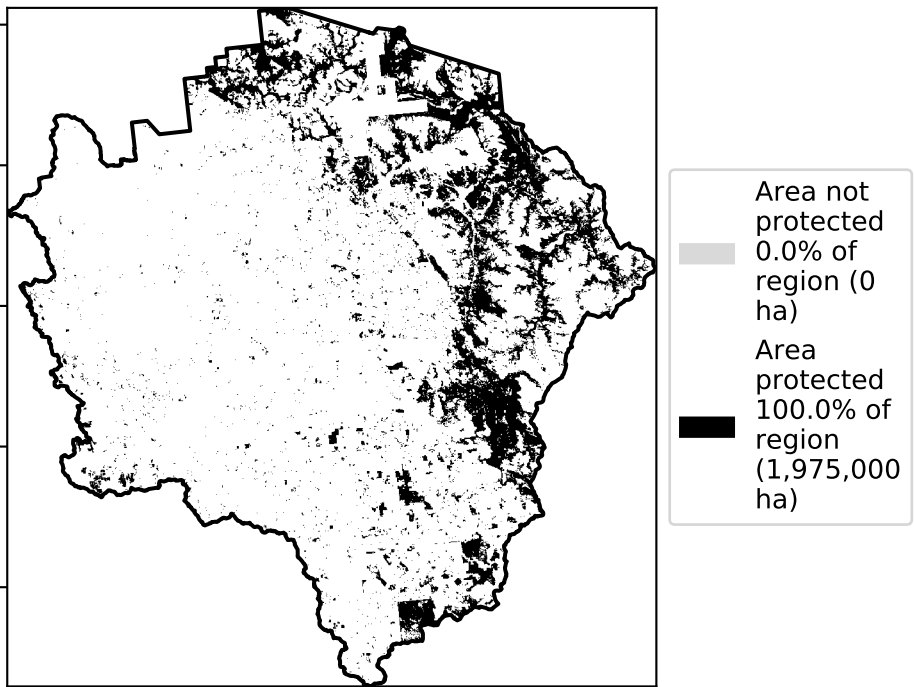 Area not
protected
0.0% of
region (0
ha)
Area
protected
100.0% of
region
(1,975,000
ha)